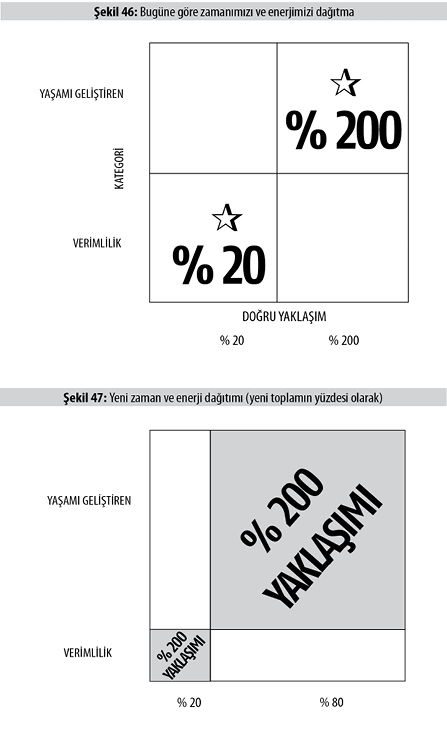 Şekil 46: Bugüne göre zamanımızı ve enerjimizi dağıtma
YAŞAMI GELİŞTİREN
% 200
KATEGORİ
VERİMLİLİK
% 20
DOĞRU YAKLAŞIM
% 20 % 200
Şekil 47: Yeni zaman ve enerji dağıtımı (yeni toplamın yüzdesi olarak)
YAŞAMI GELİŞTİREN
% 200
YAKLAŞIMI
VERİMLİLİK
% 200
YAKLAŞIMI
% 20 % 80